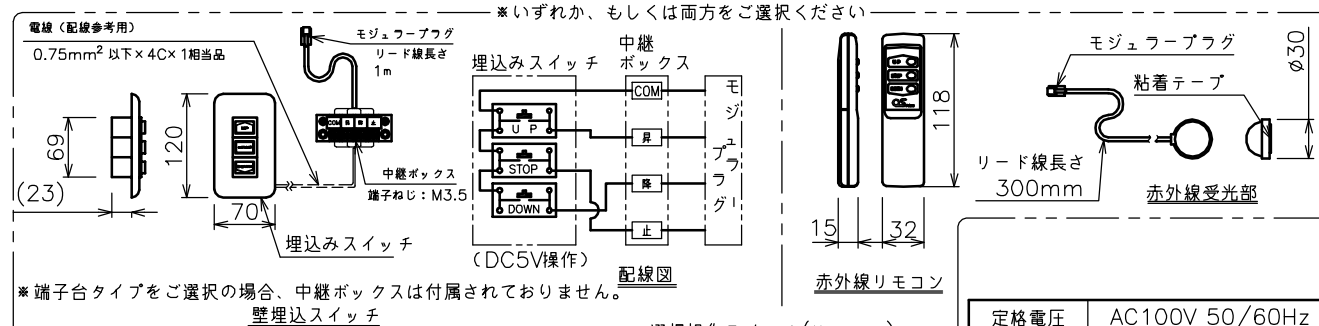 ※いずれか、もしくは両方をご選択ください
電線（配線参考用）
0.75mm² 以下×4C×1相当品
モジュラープラグ
リード線長さ
1m
69
(23)
120
70
COM 昇 降 止
中継ボックス
端子ねじ：M3.5
埋込みスイッチ
埋込みスイッチ
中継
ボックス
モジュラープラグ
COM
UP
昇
STOP
降
DOWN
止
(DC5V操作)
配線図
※端子台タイプをご選択の場合、中継ボックスは付属されておりません。
壁埋込スイッチ
118
15
32
赤外線リモコン
モジュラープラグ
粘着テープ
ø30
リード線長さ
300mm
赤外線受光部
定格電圧
AC100V 50/60Hz